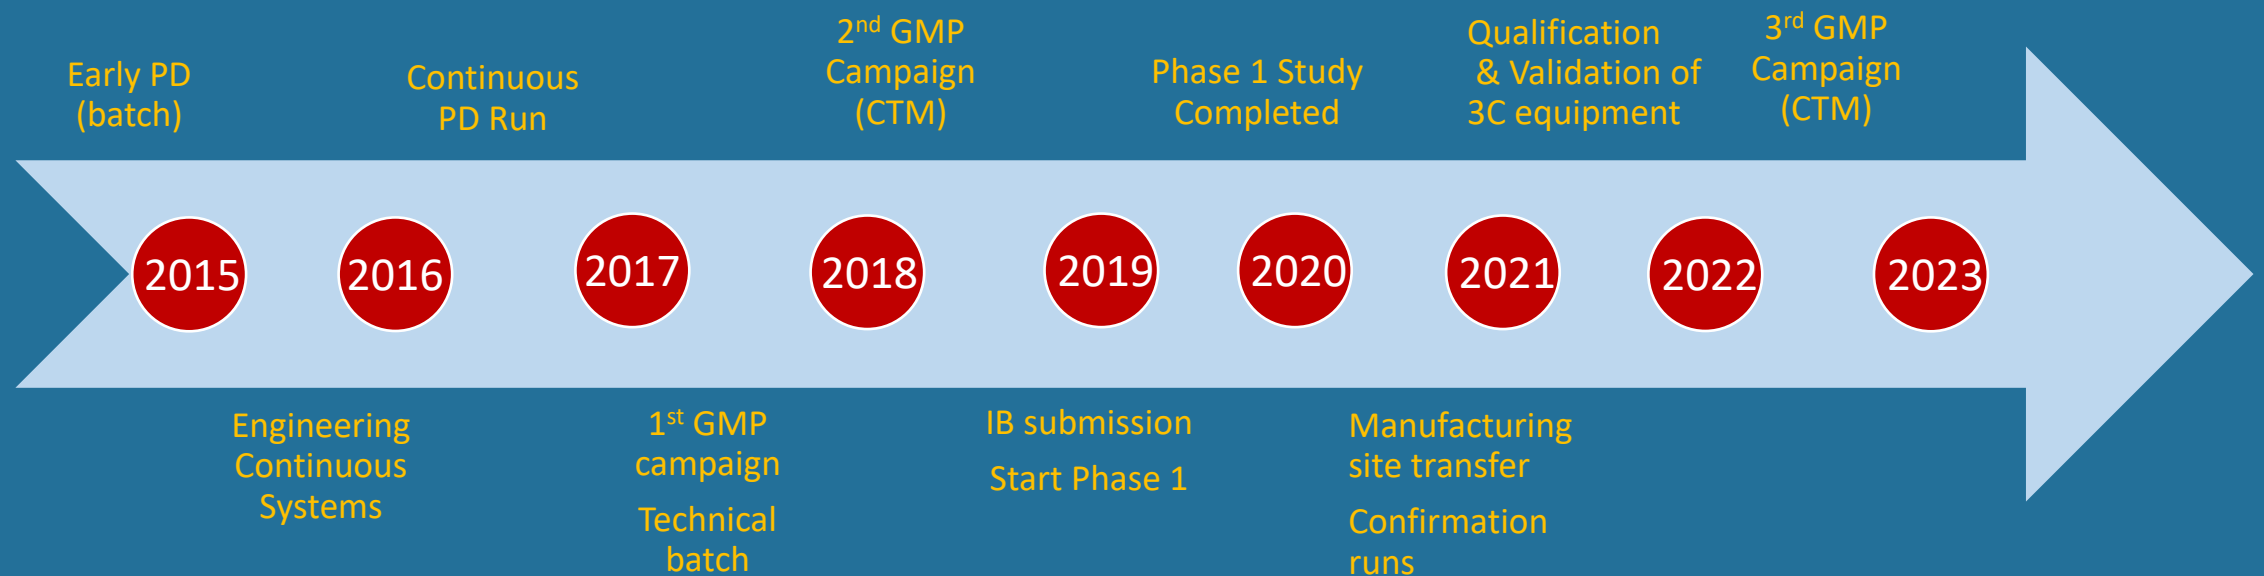 Early PD
(batch)
Continuous
PD Run
2nd GMP
Campaign
(CTM)
Phase 1 Study
Completed
Qualification
& Validation of
3C equipment
3rd GMP
Campaign
(CTM)
2015
2016
2017
2018
2019
2020
2021
2022
2023
Engineering
Continuous
Systems
1st GMP
campaign
Technical
batch
IB submission
Start Phase 1
Manufacturing
site transfer
Confirmation
runs